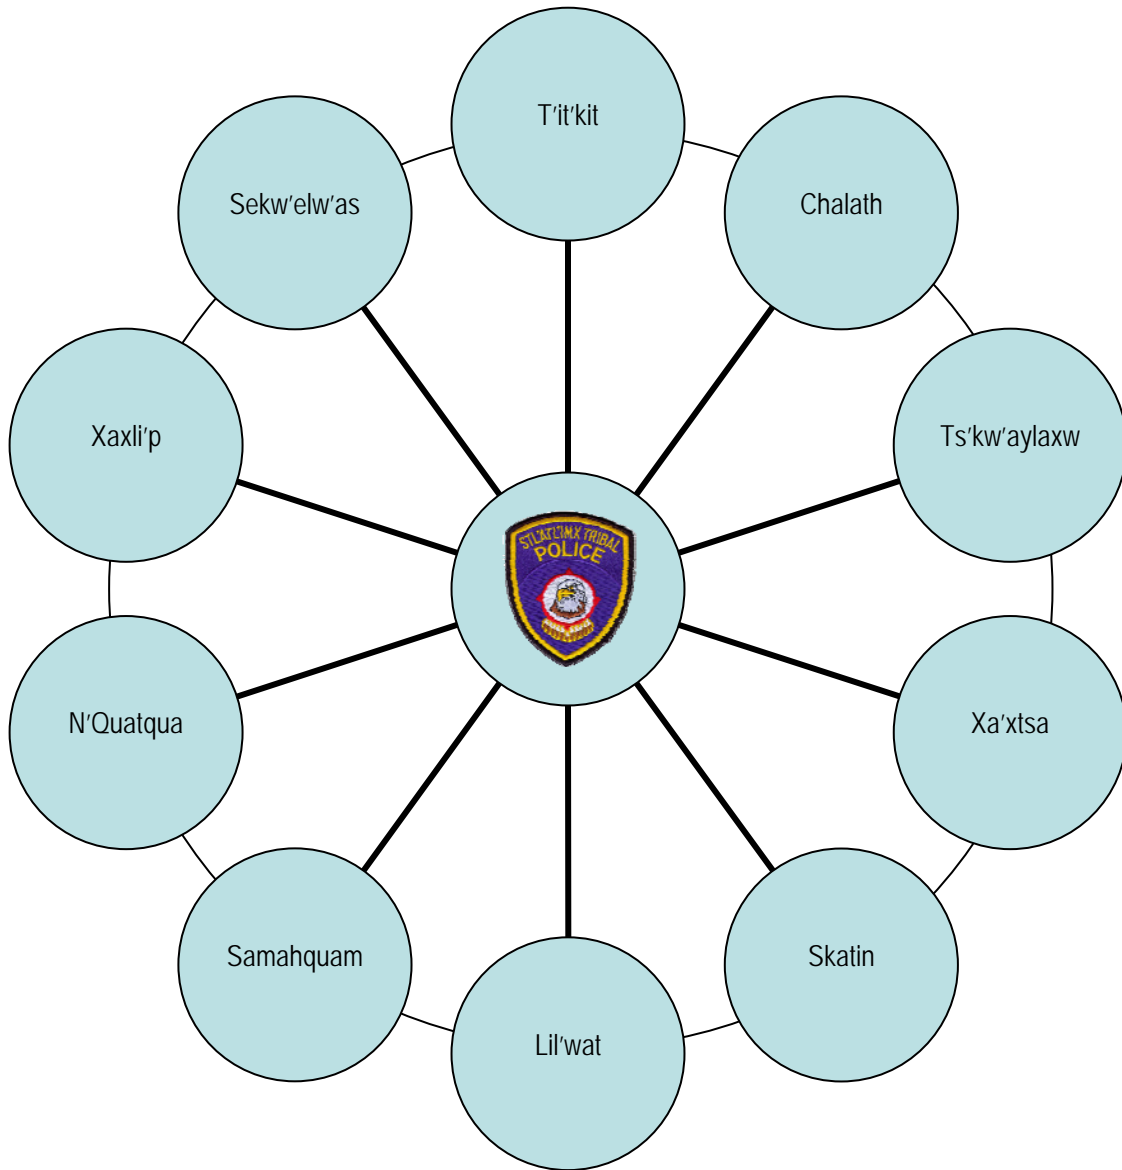 T'it'kit
Sekw'elw'as
Chalath
Xaxli'p
Ts'kw'aylaxw
STL'ATL'IMX TRIBAL
POLICE
N'Quatqua
Xa'xtsa
Samahquam
Skatin
Lil'wat